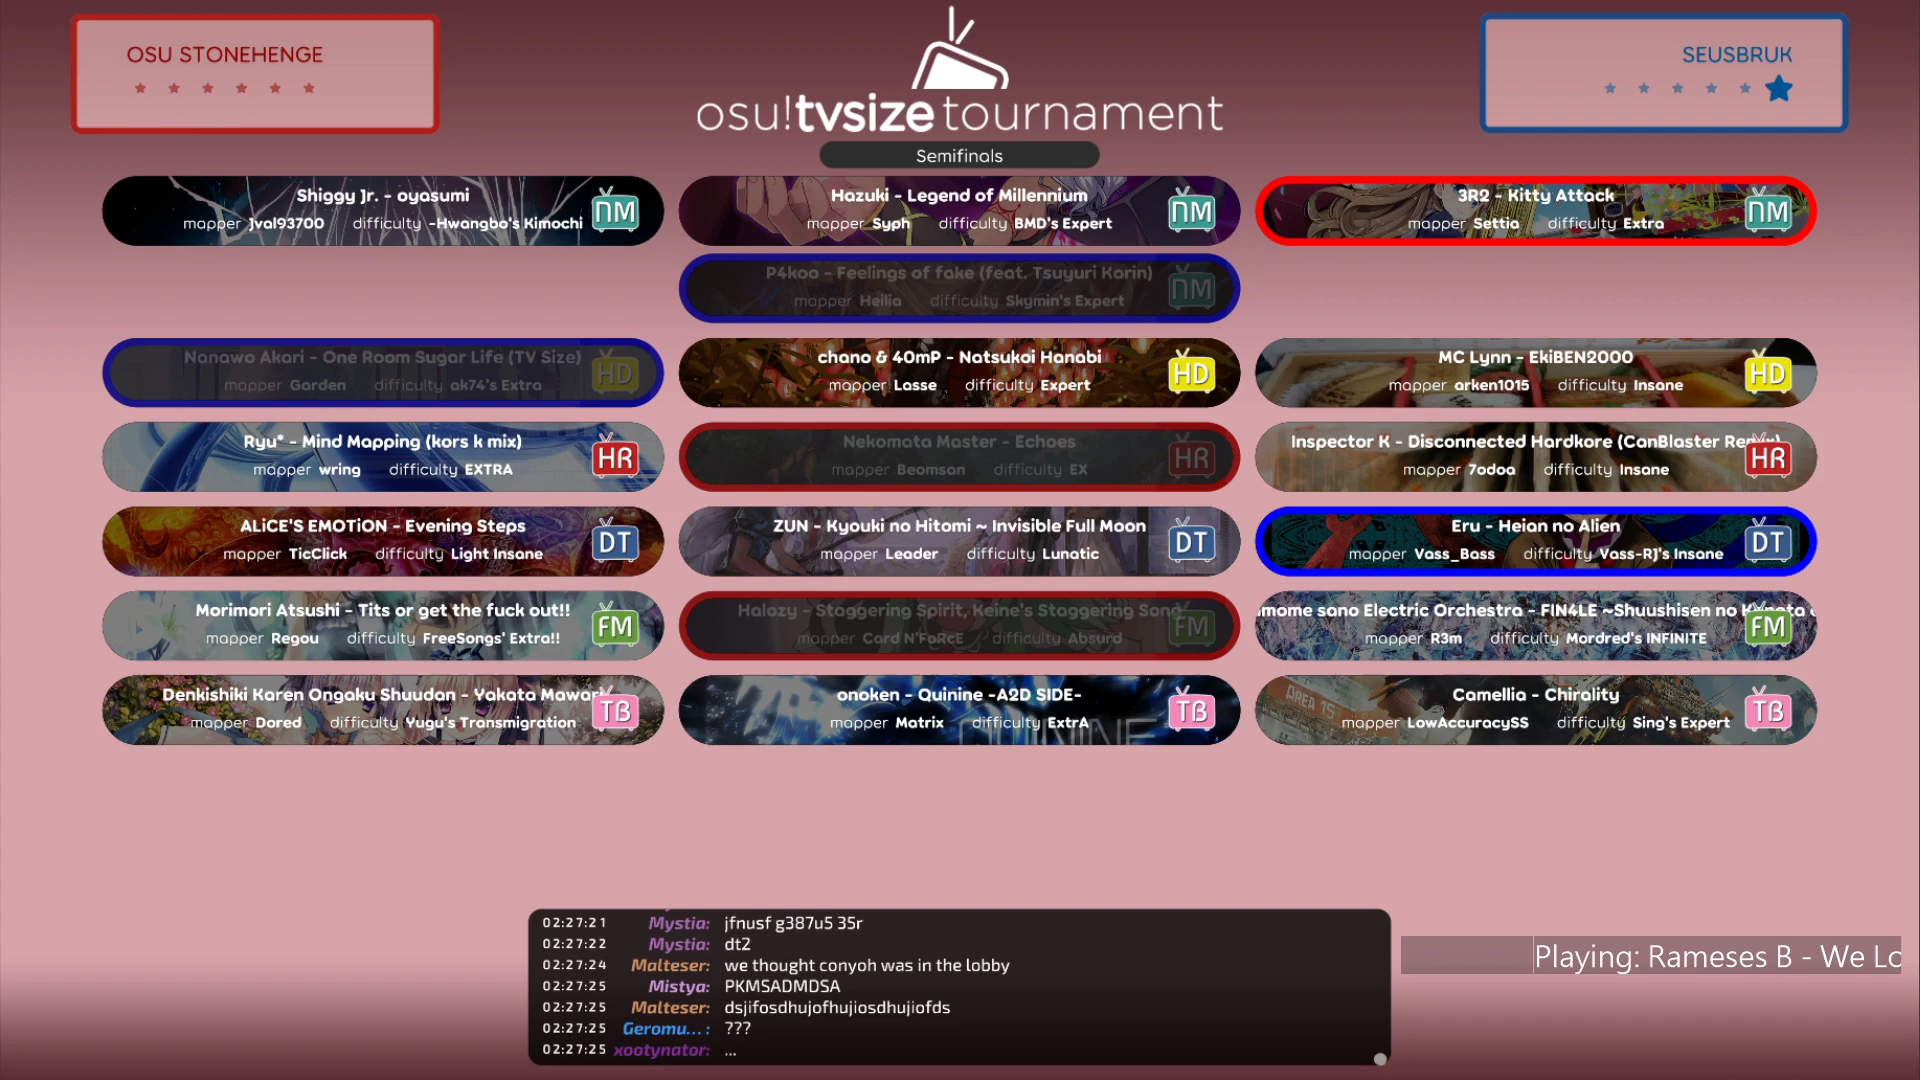 OSU STONEHENGE
SEUSBRUK
osu!tvsize tournament
Semifinals
Shiggy Jr. - oyasumi
mapper Jval93700 difficulty -Hwangbo's Kimochi
NM
Hazuki - Legend of Millennium
mapper Syph difficulty BMD's Expert
NM
3R2 - Kitty Attack
mapper Settia difficulty Extra
NM
P4koo - Feelings of fake (feat. Tsuyuri Karin)
mapper Heilia difficulty Skymin's Expert
NM
Nanawo Akari - One Room Sugar Life (TV Size)
mapper Garden difficulty ak74's Extra
HD
chano & 40mP - Natsukoi Hanabi
mapper Lasse difficulty Expert
HD
MC Lynn - EkiBEN2000
mapper arken1015 difficulty Insane
HD
Ryu* - Mind Mapping (kors k mix)
mapper wring difficulty EXTRA
HR
Nekomata Master - Echoes
mapper Beomsan difficulty EX
HR
Inspector K - Disconnected Hardkore (CanBlaster Remix)
mapper 7odoa difficulty Insane
HR
ALiCE'S EMOTiON - Evening Steps
mapper TicClick difficulty Light Insane
DT
ZUN - Kyouki no Hitomi ~ Invisible Full Moon
mapper Leader difficulty Lunatic
DT
Eru - Heian no Alien
mapper Vass_Bass difficulty Vass-RJ's Insane
DT
Morimori Atsushi - Tits or get the fuck out!!
mapper Regou difficulty FreeSongs' Extra!!
FM
Halozy - Staggering Spirit, Keine's Staggering Song
mapper Card N'FoRcE difficulty Absurd
FM
mome sano Electric Orchestra - FIN4LE ~Shuushisen no Kanata
mapper R3m difficulty Mordred's INFINITE
FM
Denkishiki Karen Ongaku Shuudan - Yakata Mawari
mapper Dored difficulty Yugu's Transmigration
TB
onoken - Quinine -A2D SIDE-
mapper Matrix difficulty ExtrA
TB
Camellia - Chirality
mapper LowAccuracySS difficulty Sing's Expert
TB
02:27:21 Mystia: jfnusf g387u5 35r
02:27:22 Mystia: dt2
02:27:24 Malteser: we thought conyoh was in the lobby
02:27:25 Mistya: PKMSADMDSA
02:27:25 Malteser: dsjifosdhujofhujiosdhujiofds
02:27:25 Geromu...: ???
02:27:25 xootynator: ...
Playing: Rameses B - We Lo